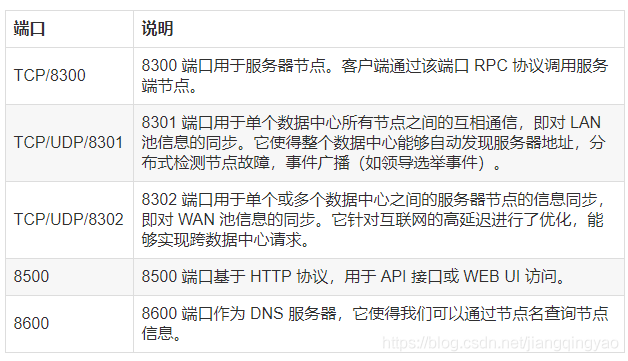 端口 说明
TCP/8300 8300 端口用于服务器节点。客户端通过该端口 RPC 协议调用服务
端节点。
TCP/UDP/8301 8301 端口用于单个数据中心所有节点之间的互相通信，即对 LAN
池信息的同步。它使得整个数据中心能够自动发现服务器地址，分
布式检测节点故障，事件广播（如领导选举事件）。
TCP/UDP/8302 8302 端口用于单个或多个数据中心之间的服务器节点的信息同步，
即对 WAN 池信息的同步。它针对互联网的高延迟进行了优化，能
够实现跨数据中心请求。
8500 8500 端口基于 HTTP 协议，用于 API 接口或 WEB UI 访问。
8600 8600 端口作为 DNS 服务器，它使得我们可以通过节点名查询节点
信息。
https://blog.csdn.net/jiangqingyao